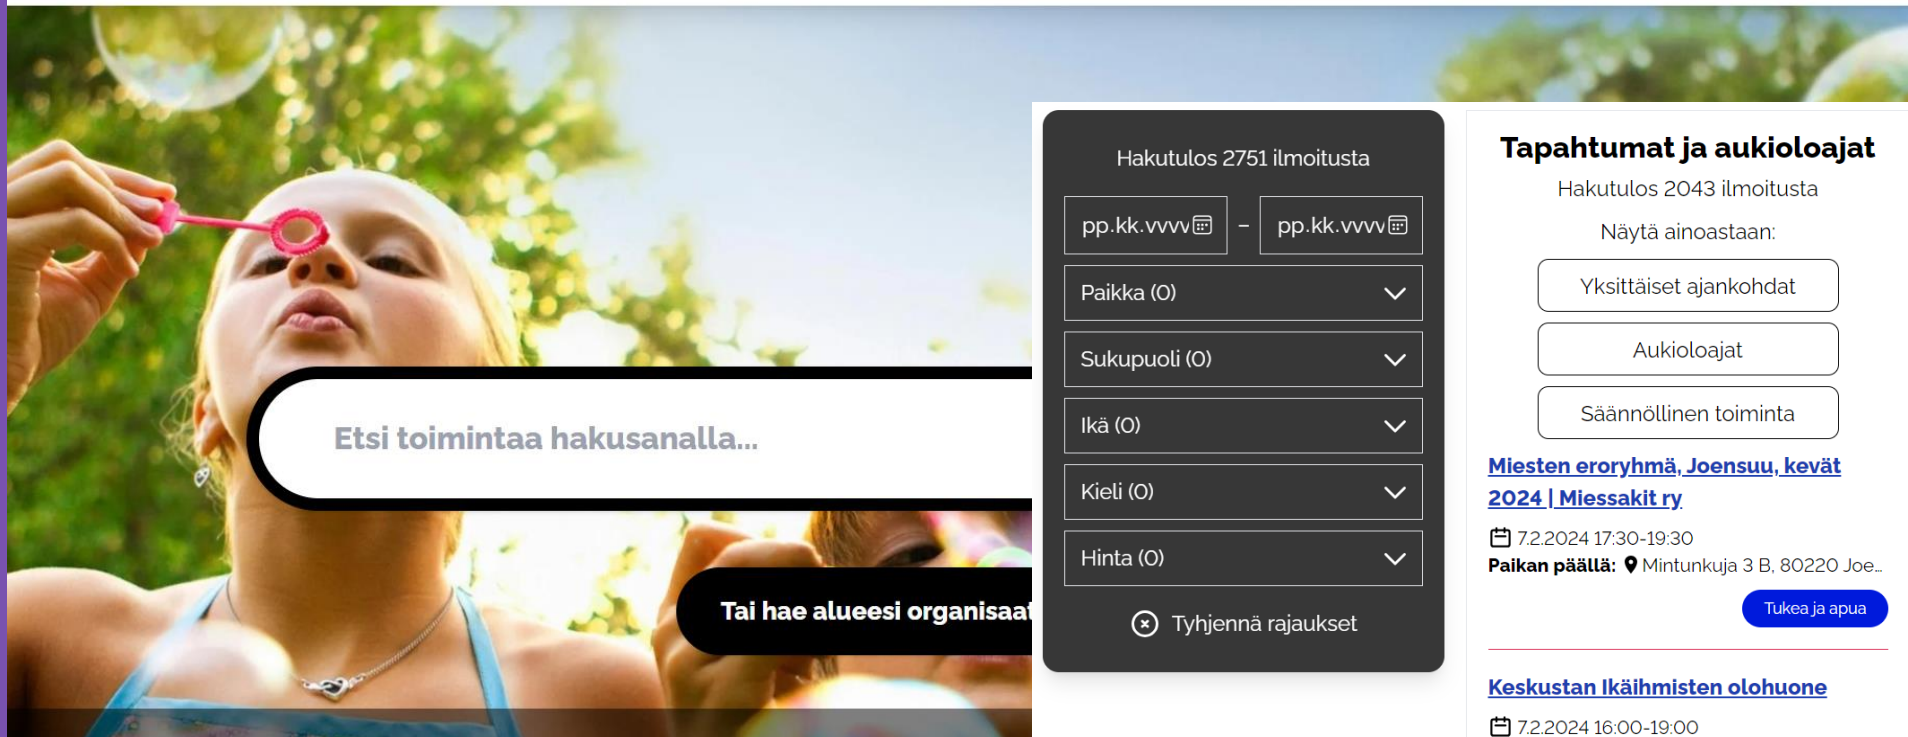 Etsi toimintaa hakusanalla...
Tai hae alueesi
Hakutulos 2751 ilmoitusta
pp.kk.vvvv – pp.kk.vvvv
Paikka (0)
Sukupuoli (0)
Ikä (0)
Kieli (0)
Hinta (0)
Tyhjennä rajaukset
Tapahtumat ja aukioloajat
Hakutulos 2043 ilmoitusta
Näytä ainoastaan:
Yksittäiset ajankohdat
Aukioloajat
Säännöllinen toiminta
Miesten eroryhmä, Joensuu, kevät
2024 | Miessakit ry
7.2.2024 17:30-19:30
Paikan päällä: Mintunkuja 3 B, 80220 Joe...
Tukea ja apua
Keskustan Ikäihmisten olohuone
7.2.2024 16:00-19:00